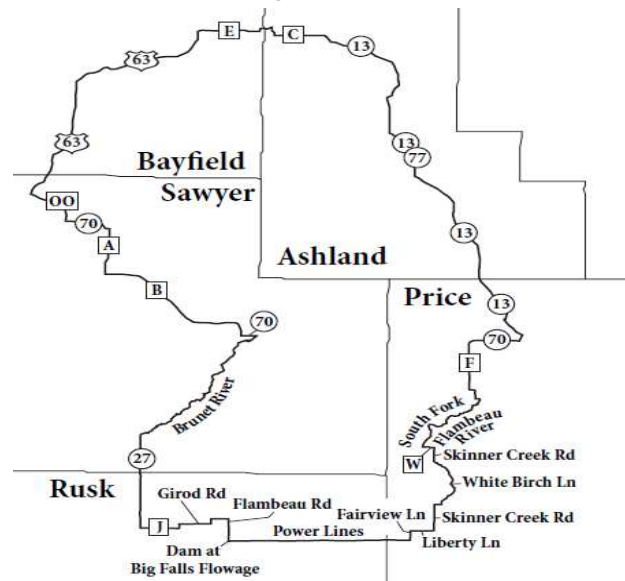 E
C
13
63
63
13
77
Bayfield
Sawyer
OO
70
A
13
Ashland
B
Price
13
70
70
F
Brunet River
South Fork
Flambeau
River
27
W
Skinner Creek Rd
Rusk
White Birch Ln
Girod Rd
Flambeau Rd
Fairview Ln
Skinner Creek Rd
J
Power Lines
Liberty Ln
Dam at
Big Falls Flowage